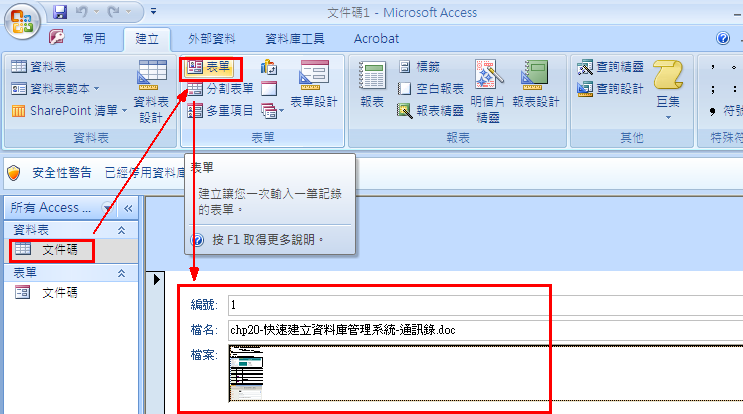 文件碼1 - Microsoft Access
常用 建立 外部資料 資料庫工具 Acrobat
資料表
資料表範本
SharePoint 清單
資料表設計
資料表
表單
分割表單
多重項目
表單設計
表單
報表
標籤
空白報表
報表精靈
明信片精靈
報表設計
報表
查詢精靈
查詢設計
巨集
其他
, 。
; :
符號
特殊符
安全性警告 已經停用資料庫
表單
建立讓您一次輸入一筆記錄
的表單。
按 F1 取得更多說明。
所有 Access ...
資料表
文件碼
表單
文件碼
編號: 1
檔名: chp20-快速建立資料庫管理系統-通訊錄.doc
檔案: